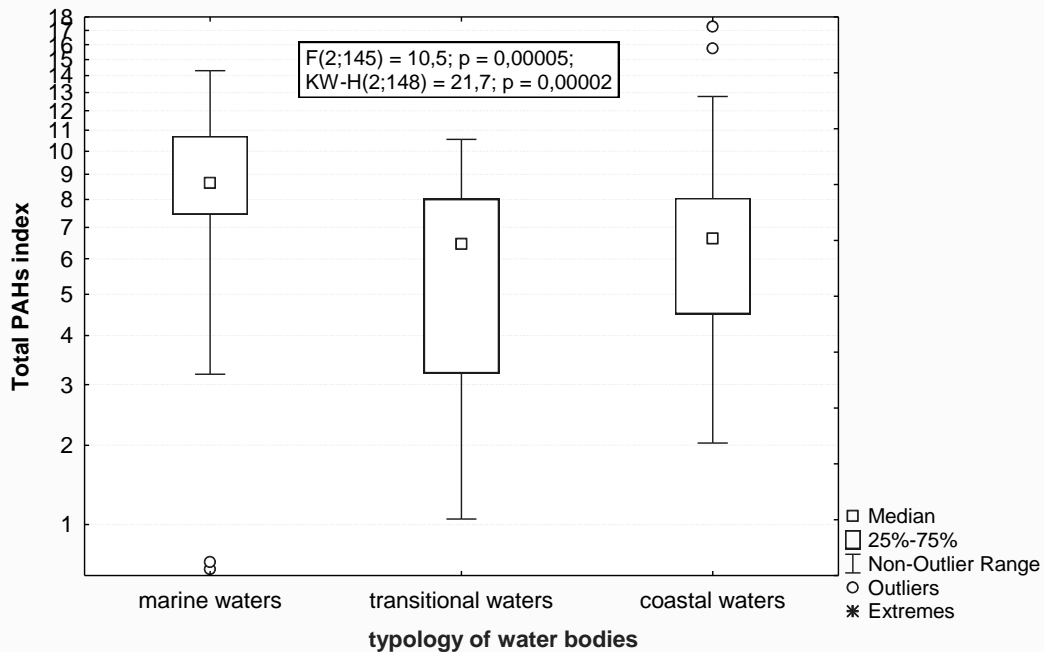 18
17
16
15
14
13
12
11
10
9
8
7
6
5
4
3
2
1
Total PAHs index
F(2;145) = 10,5; p = 0,00005;
KW-H(2;148) = 21,7; p = 0,00002
marine waters
transitional waters
coastal waters
typology of water bodies
Median
25%-75%
Non-Outlier Range
Outliers
Extremes